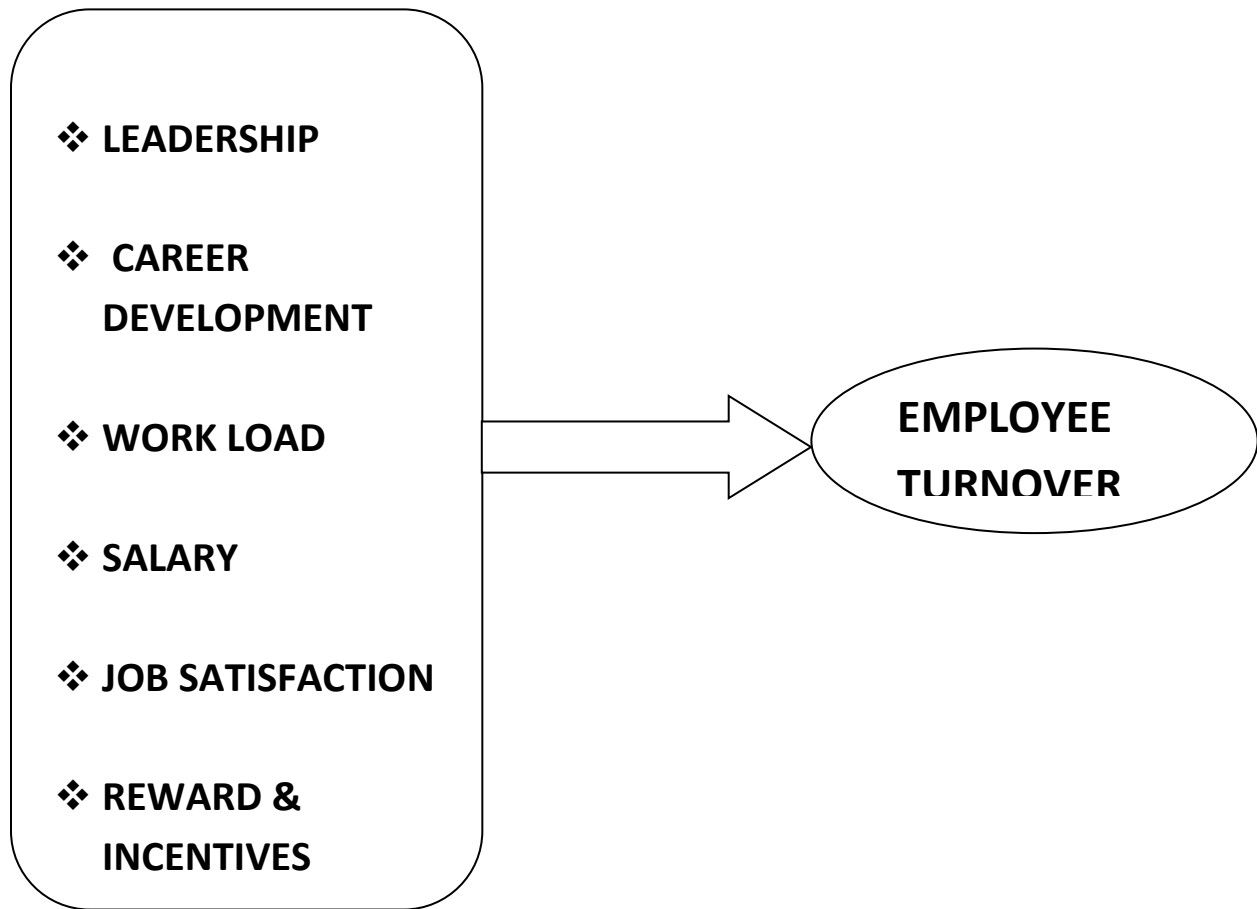 ❖ LEADERSHIP
❖ CAREER
DEVELOPMENT
❖ WORK LOAD
❖ SALARY
❖ JOB SATISFACTION
❖ REWARD &
INCENTIVES
EMPLOYEE
TURNOVER